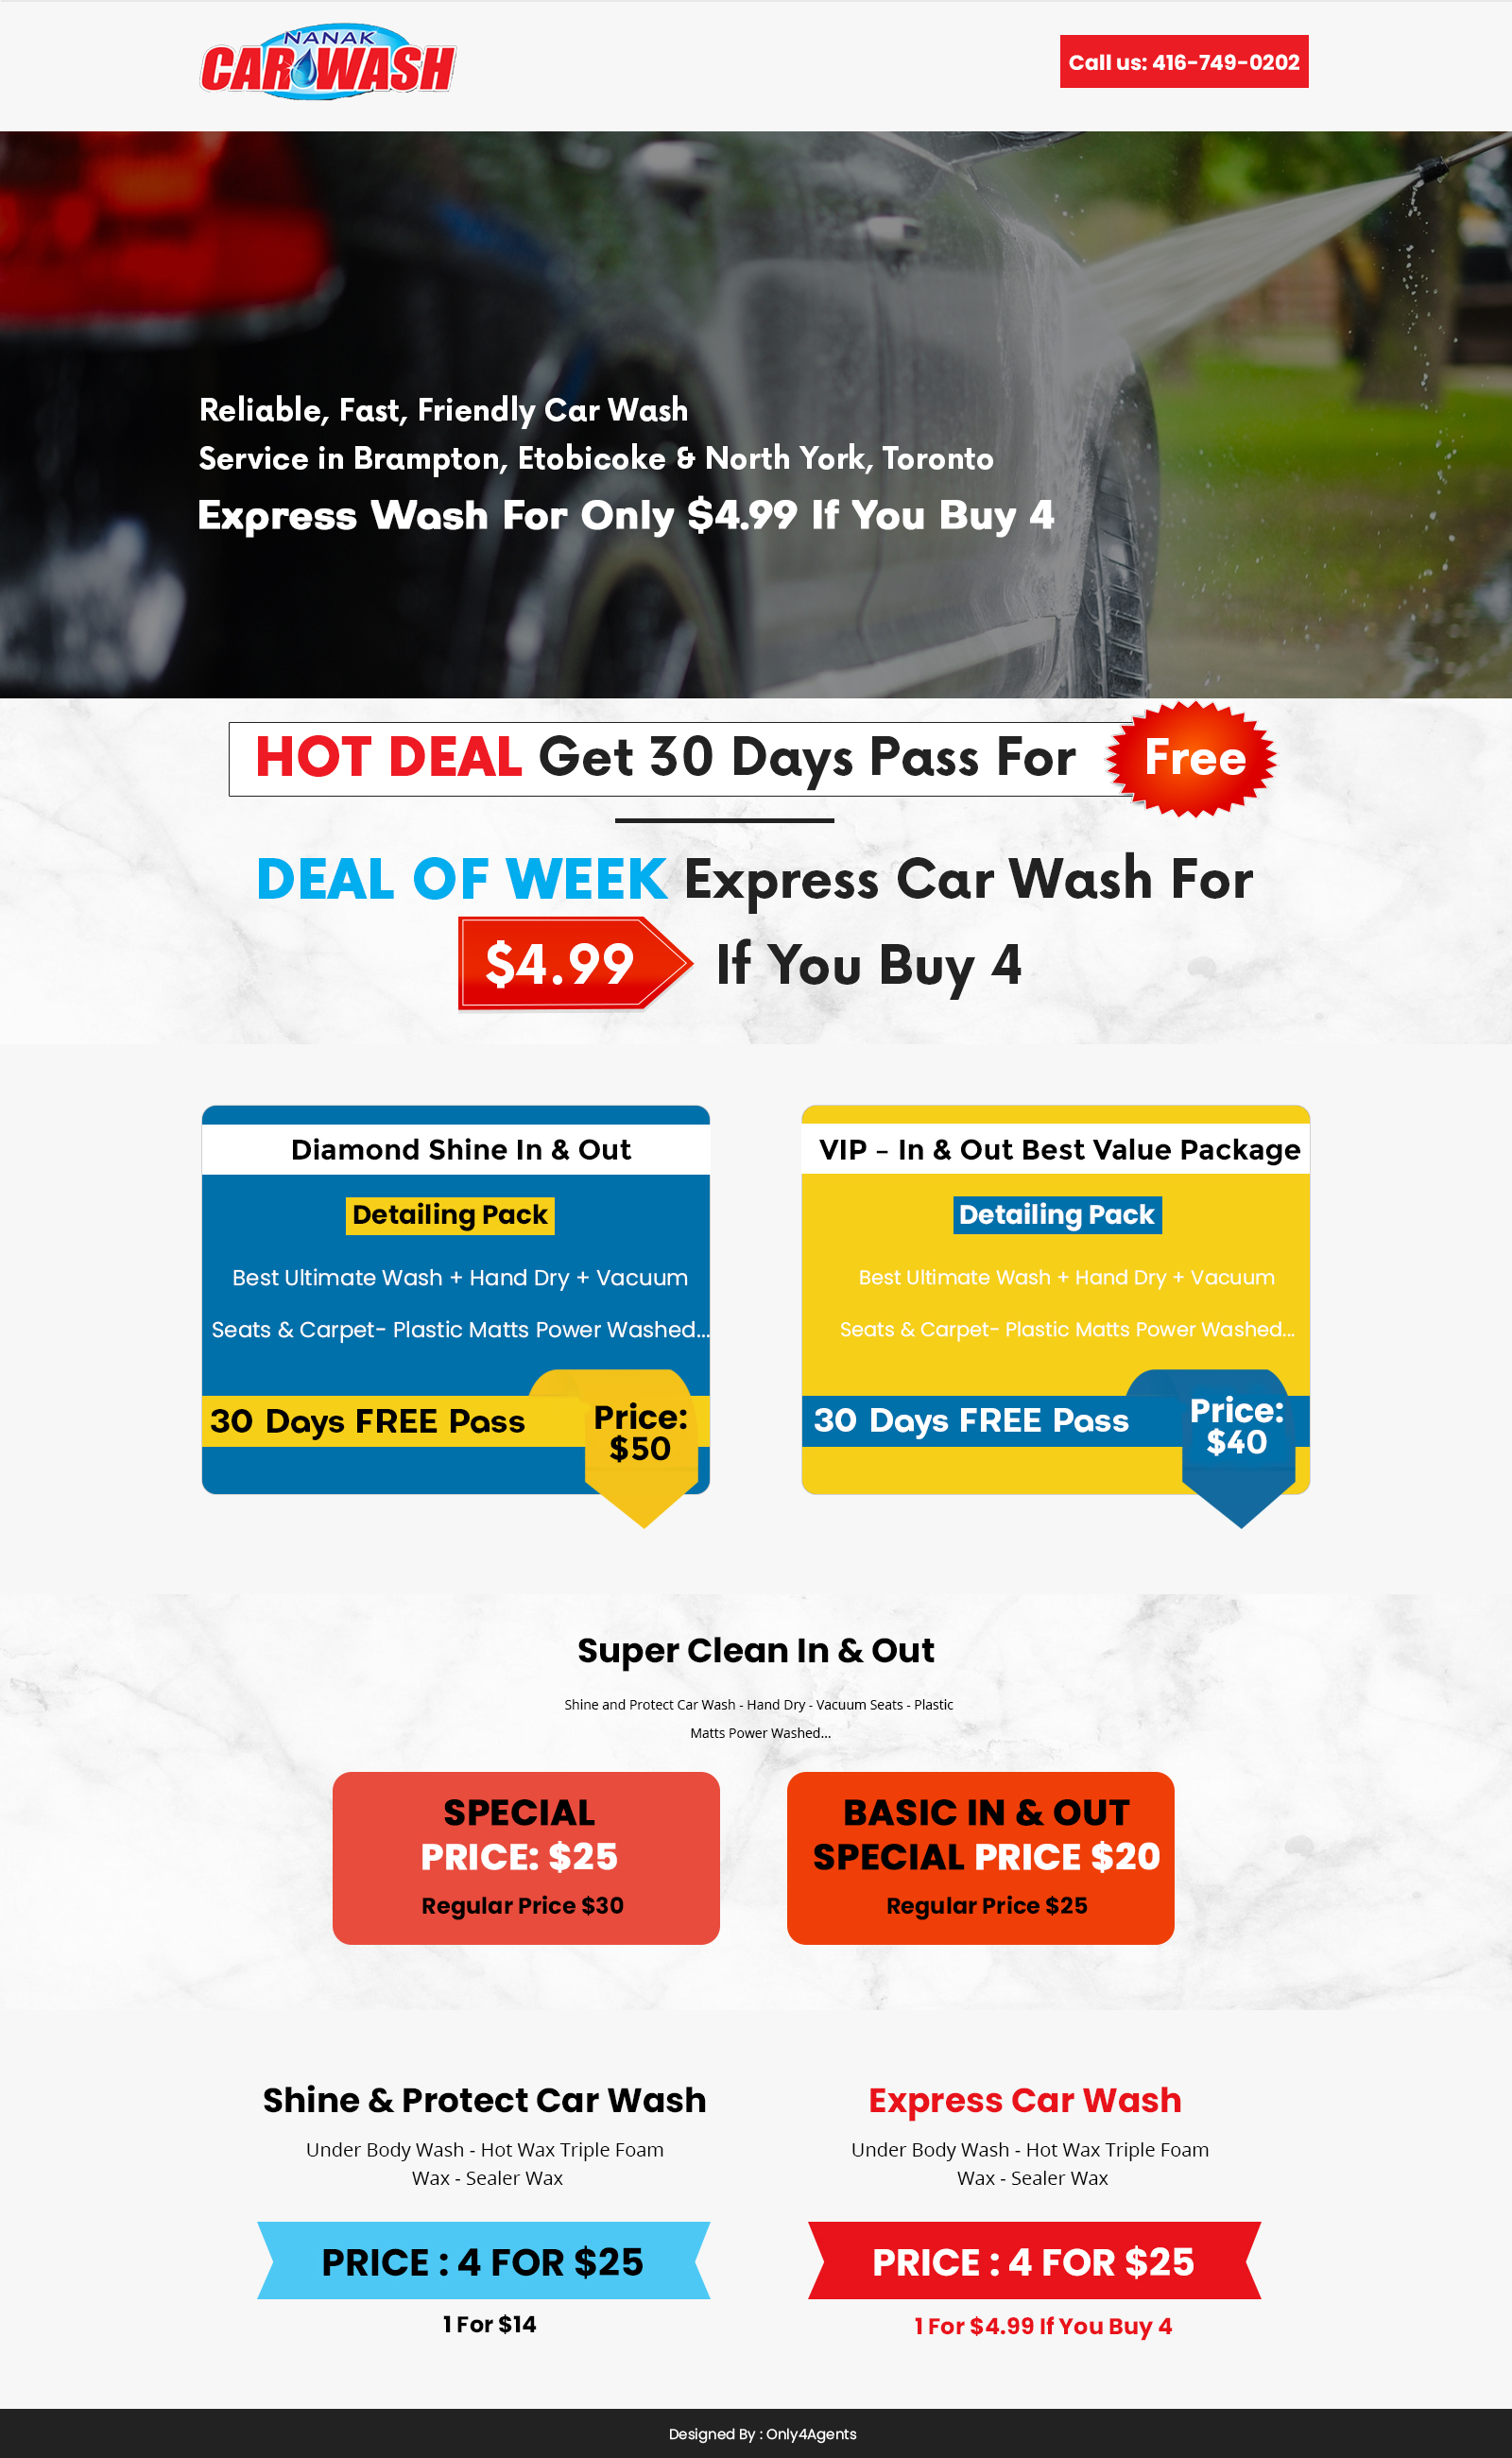 NANAK
CAR WASH
Call us: 416-749-0202
Reliable, Fast, Friendly Car Wash
Service in Brampton, Etobicoke & North York, Toronto
Express Wash For Only $4.99 If You Buy 4
HOT DEAL Get 30 Days Pass For Free
DEAL OF WEEK Express Car Wash For
$4.99 If You Buy 4
Diamond Shine In & Out
Detailing Pack
Best Ultimate Wash + Hand Dry + Vacuum
Seats & Carpet- Plastic Matts Power Washed...
30 Days FREE Pass
Price:
$50
VIP – In & Out Best Value Package
Detailing Pack
Best Ultimate Wash + Hand Dry + Vacuum
Seats & Carpet- Plastic Matts Power Washed...
30 Days FREE Pass
Price:
$40
Super Clean In & Out
Shine and Protect Car Wash - Hand Dry - Vacuum Seats - Plastic
Matts Power Washed...
SPECIAL
PRICE: $25
Regular Price $30
BASIC IN & OUT
SPECIAL PRICE $20
Regular Price $25
Shine & Protect Car Wash
Under Body Wash - Hot Wax Triple Foam
Wax - Sealer Wax
PRICE : 4 FOR $25
1 For $14
Express Car Wash
Under Body Wash - Hot Wax Triple Foam
Wax - Sealer Wax
PRICE : 4 FOR $25
1 For $4.99 If You Buy 4
Designed By : Only4Agents